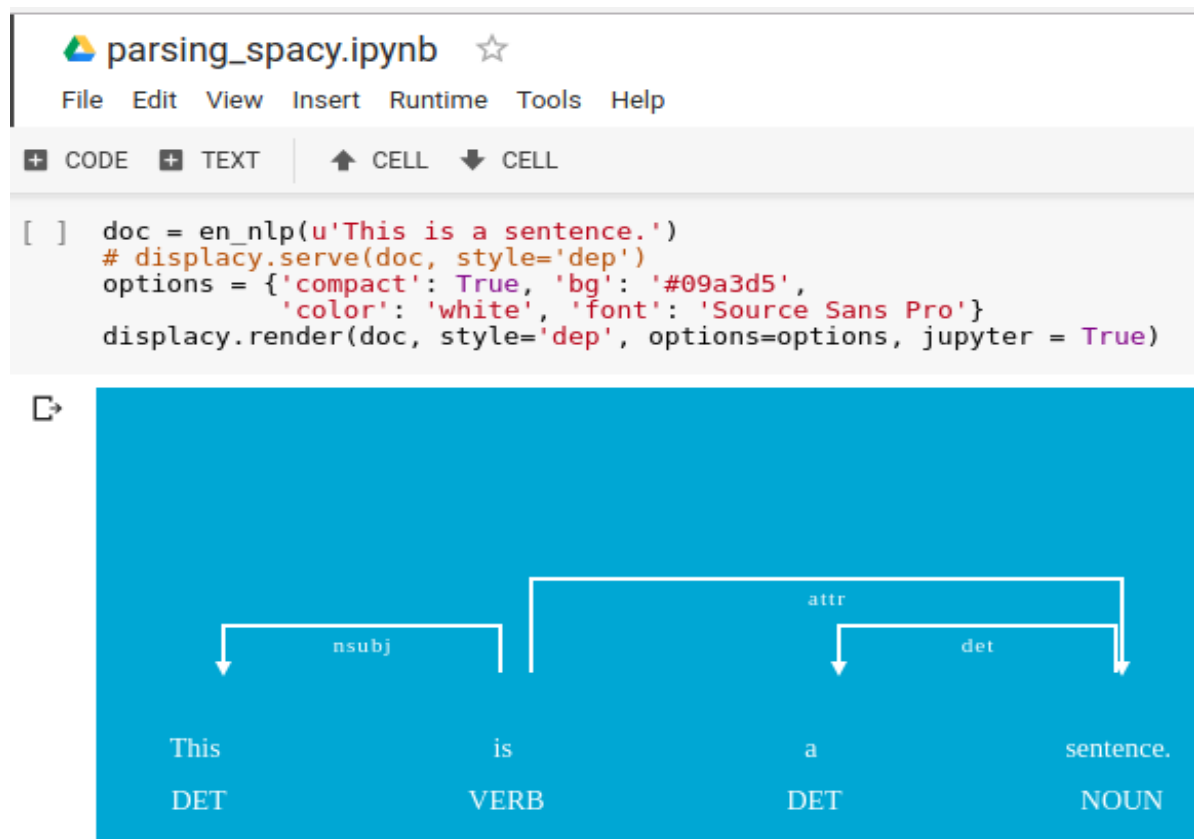 parsing_spacy.ipynb
File Edit View Insert Runtime Tools Help
CODE TEXT CELL CELL
[ ] doc = en_nlp(u'This is a sentence.')
# displacy.serve(doc, style='dep')
options = {'compact': True, 'bg': '#09a3d5',
'color': 'white', 'font': 'Source Sans Pro'}
displacy.render(doc, style='dep', options=options, jupyter = True)
attr
nsubj det
This is a sentence.
DET VERB DET NOUN